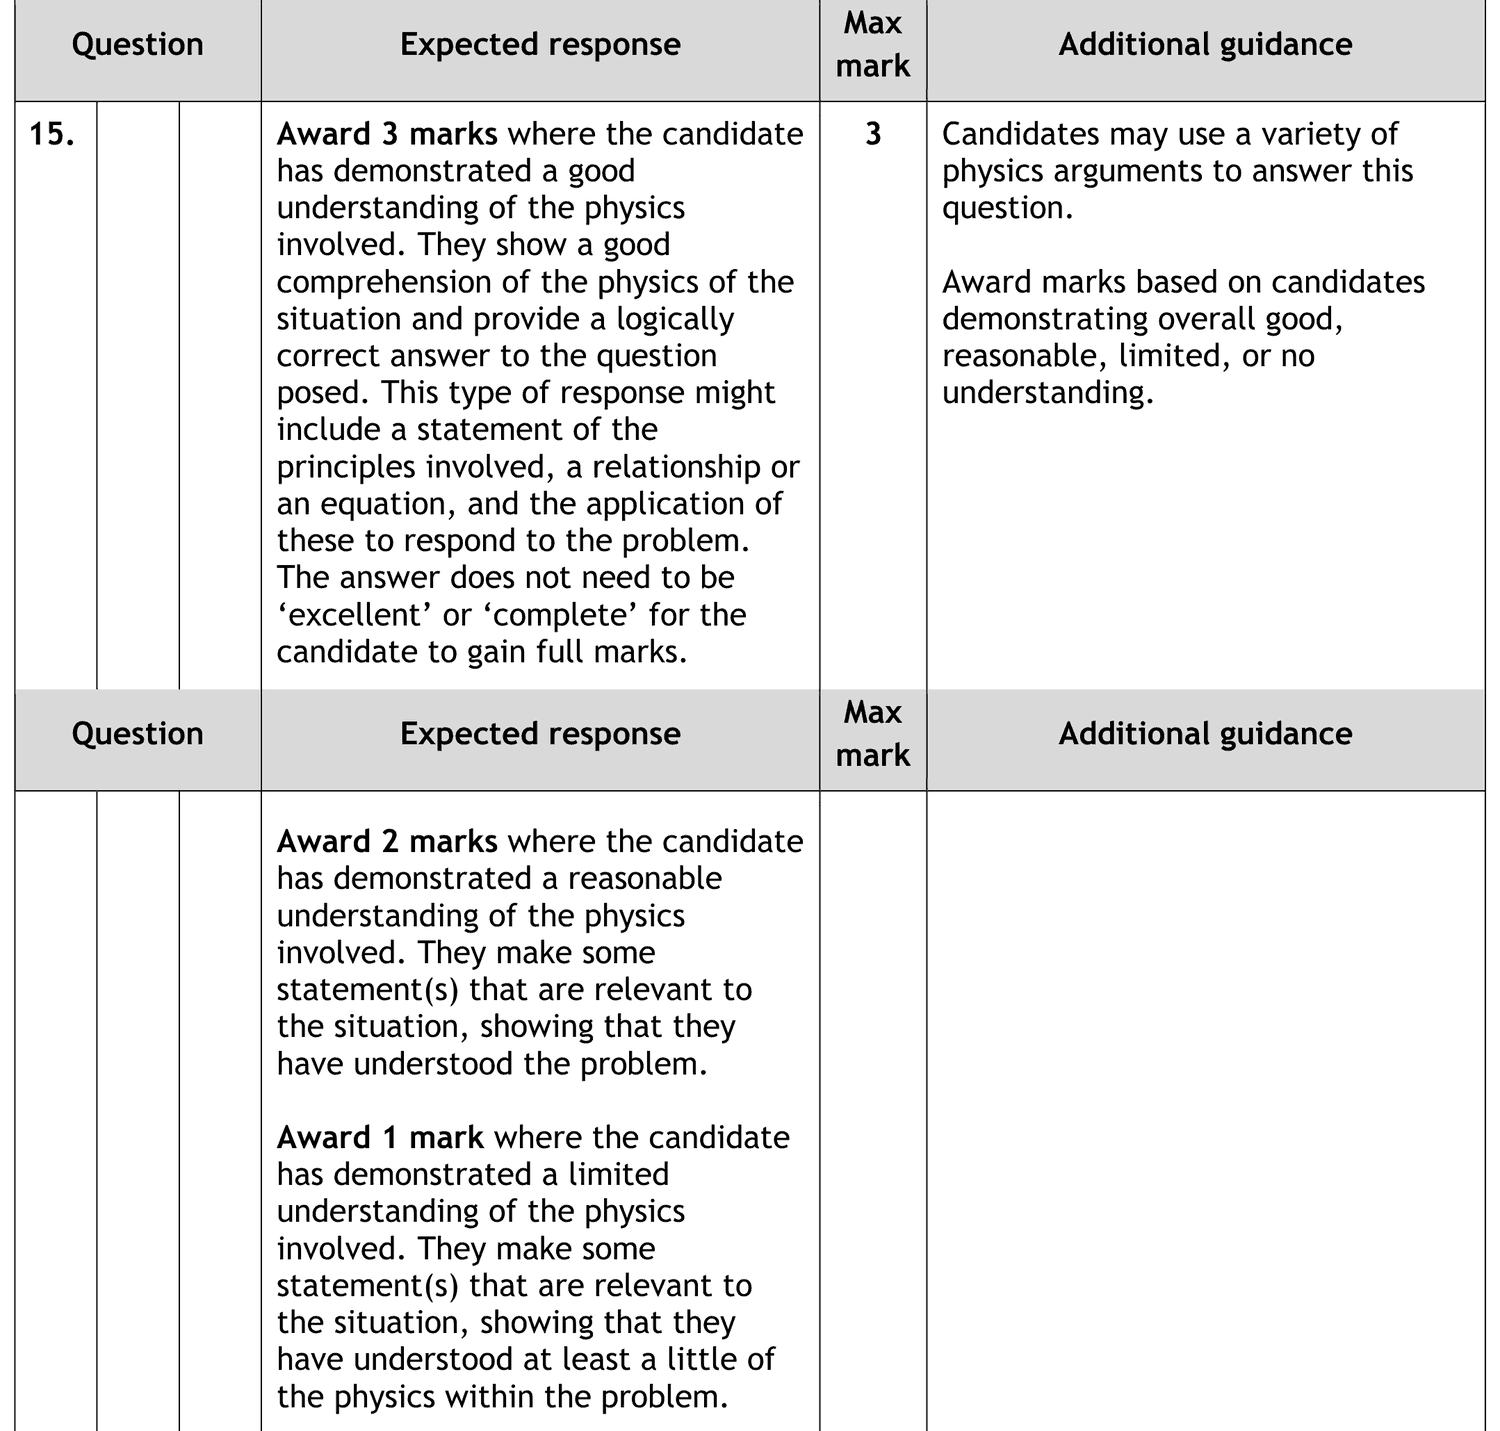 Question Expected response Max mark Additional guidance
15. Award 3 marks where the candidate 3 Candidates may use a variety of
has demonstrated a good physics arguments to answer this
understanding of the physics question.
involved. They show a good
comprehension of the physics of the Award marks based on candidates
situation and provide a logically demonstrating overall good,
correct answer to the question reasonable, limited, or no
posed. This type of response might understanding.
include a statement of the
principles involved, a relationship or
an equation, and the application of
these to respond to the problem.
The answer does not need to be
‘excellent’ or ‘complete’ for the
candidate to gain full marks.
Question Expected response Max mark Additional guidance
Award 2 marks where the candidate
has demonstrated a reasonable
understanding of the physics
involved. They make some
statement(s) that are relevant to
the situation, showing that they
have understood the problem.
Award 1 mark where the candidate
has demonstrated a limited
understanding of the physics
involved. They make some
statement(s) that are relevant to
the situation, showing that they
have understood at least a little of
the physics within the problem.